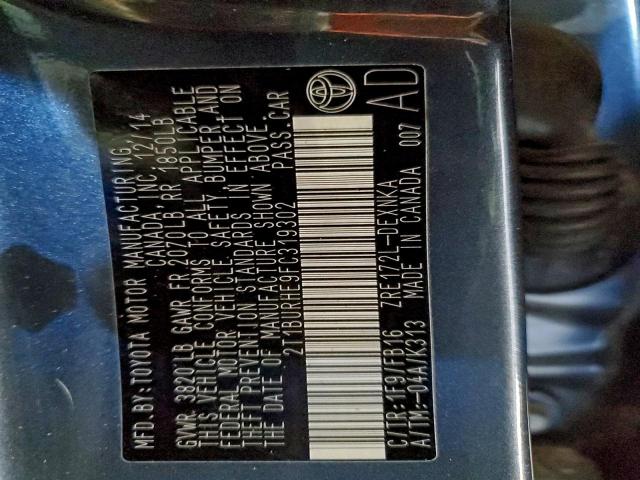 MFD.BY:TOYOTA MOTOR MANUFACTURING,
CANADA, INC. 12/14
GVWR. 3820LB GAWR FR 2070LB, RR 1850LB
THIS VEHICLE CONFORMS TO ALL APPLICABLE
FEDERAL MOTOR VEHICLE SAFETY, BUMPER AND
THEFT PREVENTION STANDARDS IN EFFECT ON
THE DATE OF MANUFACTURE SHOWN ABOVE.
2T1BURHE9FC319302 PASS.CAR
C/TR:1F9/FB16 ZRE172L-DEXNKA
A/TM:-04A/K313 MADE IN CANADA 007
AD